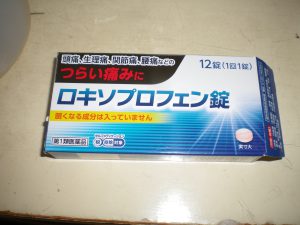 頭痛、生理痛、関節痛、腰痛などの
つらい痛みに
12錠(1回1錠)
ロキソプロフェン錠
眠くなる成分は入っていません
第1類医薬品
実寸大